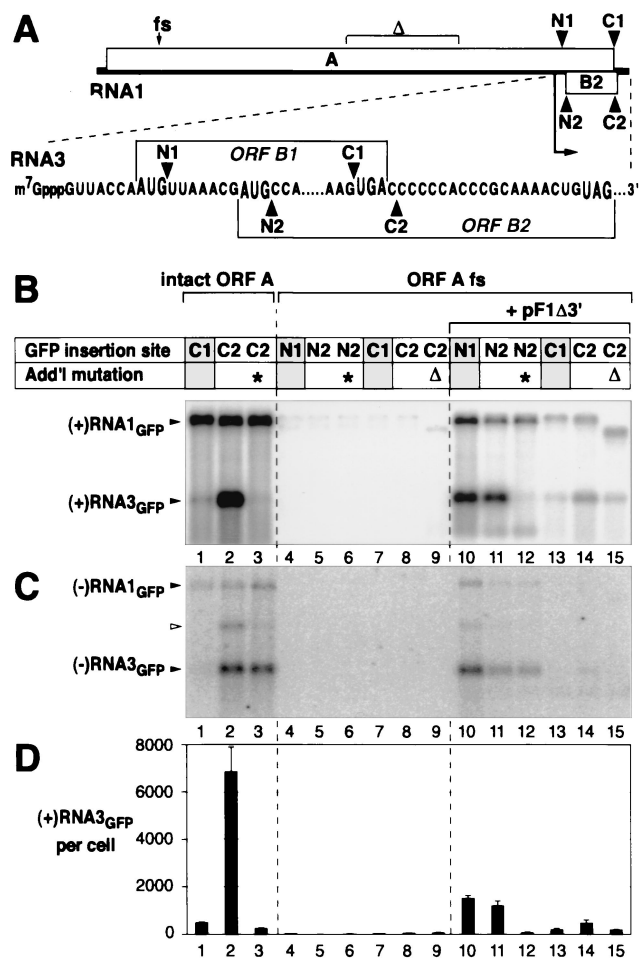 A
fs
Δ
N1
C1
A
B2
RNA1
N2
C2
RNA3
N1
ORF B1
C1
m7GpppGUUACCAAUGUUAAACGAUGCCA.....AAGUGACCCCCCCACCCGCAAAACUGUAG...3'
N2
C2
ORF B2
B
intact ORF A
ORF A fs
+ pF1Δ3'
GFP insertion site C1 C2 C2 N1 N2 N2 C1 C2 C2 N1 N2 N2 C1 C2 C2
Add'l mutation * * Δ * Δ
(+)RNA1GFP
(+)RNA3GFP
1 2 3 4 5 6 7 8 9 10 11 12 13 14 15
C
(-)RNA1GFP
(-)RNA3GFP
1 2 3 4 5 6 7 8 9 10 11 12 13 14 15
D
8000
6000
(+)RNA3GFP
per cell
4000
2000
0
1 2 3 4 5 6 7 8 9 10 11 12 13 14 15